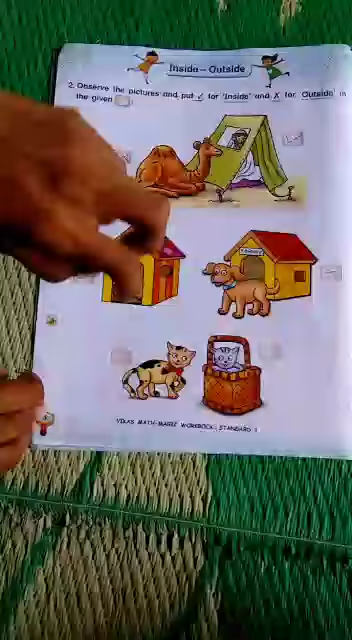 Inside – Outside
2. Observe the pictures and put ✓ for 'Inside' and ✗ for 'Outside' in
the given
VIKAS MATH-MAGIC WORKBOOK : STANDARD 1